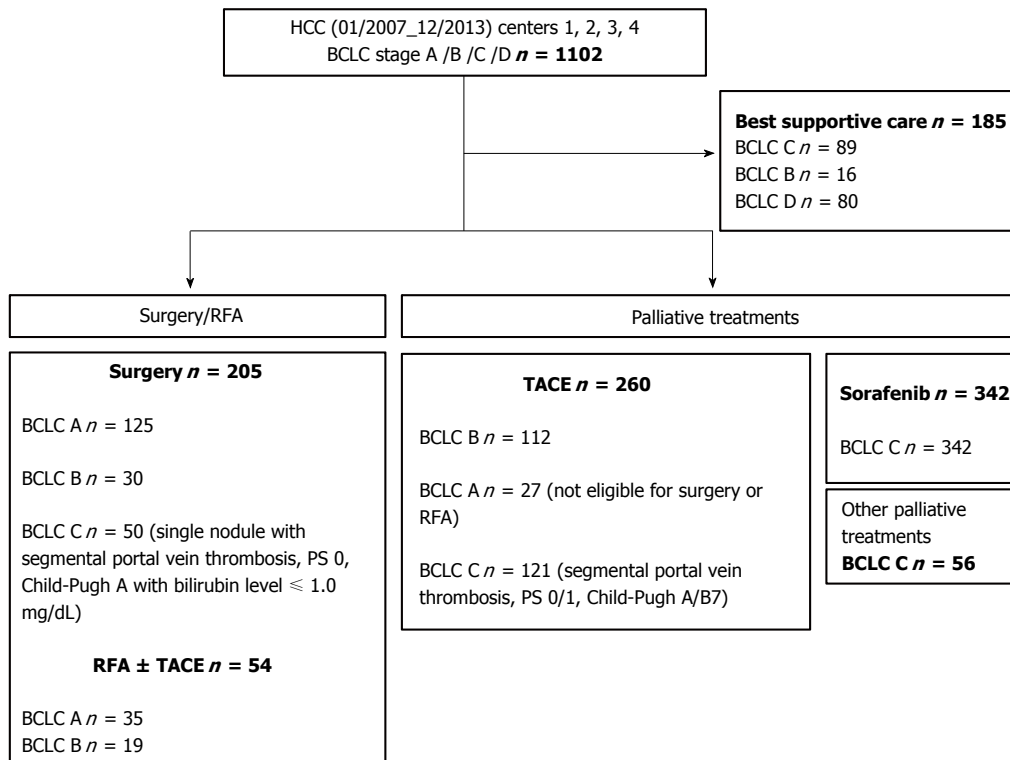 HCC (01/2007_12/2013) centers 1, 2, 3, 4
BCLC stage A /B /C /D n = 1102
Best supportive care n = 185
BCLC C n = 89
BCLC B n = 16
BCLC D n = 80
Surgery/RFA
Palliative treatments
Surgery n = 205
BCLC A n = 125
BCLC B n = 30
BCLC C n = 50 (single nodule with
segmental portal vein thrombosis, PS 0,
Child-Pugh A with bilirubin level ≤ 1.0
mg/dL)
RFA ± TACE n = 54
BCLC A n = 35
BCLC B n = 19
TACE n = 260
BCLC B n = 112
BCLC A n = 27 (not eligible for surgery or
RFA)
BCLC C n = 121 (segmental portal vein
thrombosis, PS 0/1, Child-Pugh A/B7)
Sorafenib n = 342
BCLC C n = 342
Other palliative
treatments
BCLC C n = 56